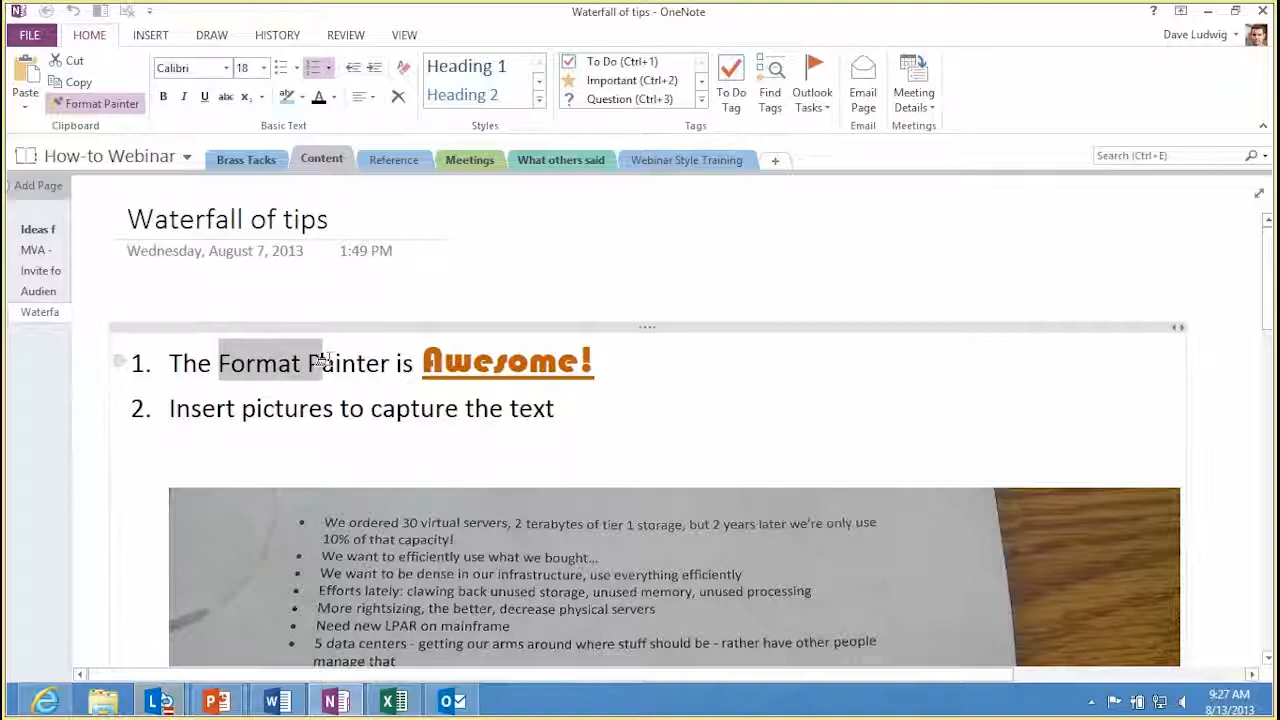 Waterfall of tips - OneNote
?
Dave Ludwig
FILE HOME INSERT DRAW HISTORY REVIEW VIEW
Paste
Cut
Copy
Format Painter
Clipboard
Calibri 18
B I U abc x₂ A
Basic Text
Heading 1
Heading 2
Styles
To Do (Ctrl+1)
Important (Ctrl+2)
? Question (Ctrl+3)
To Do Tag
Find Tags
Outlook Tasks
Tags
Email Page
Email
Meeting Details
Meetings
How-to Webinar
Brass Tacks Content Reference Meetings What others said Webinar Style Training +
Search (Ctrl+E)
Add Page
Ideas f
MVA -
Invite fo
Audien
Waterfa
Waterfall of tips
Wednesday, August 7, 2013 1:49 PM
1. The Format Painter is Awesome!
2. Insert pictures to capture the text
• We ordered 30 virtual servers, 2 terabytes of tier 1 storage, but 2 years later we're only use
10% of that capacity!
• We want to efficiently use what we bought...
• We want to be dense in our infrastructure, use everything efficiently
• Efforts lately: clawing back unused storage, unused memory, unused processing
• More rightsizing, the better, decrease physical servers
• Need new LPAR on mainframe
• 5 data centers - getting our arms around where stuff should be - rather have other people
manage that
9:27 AM
8/13/2013